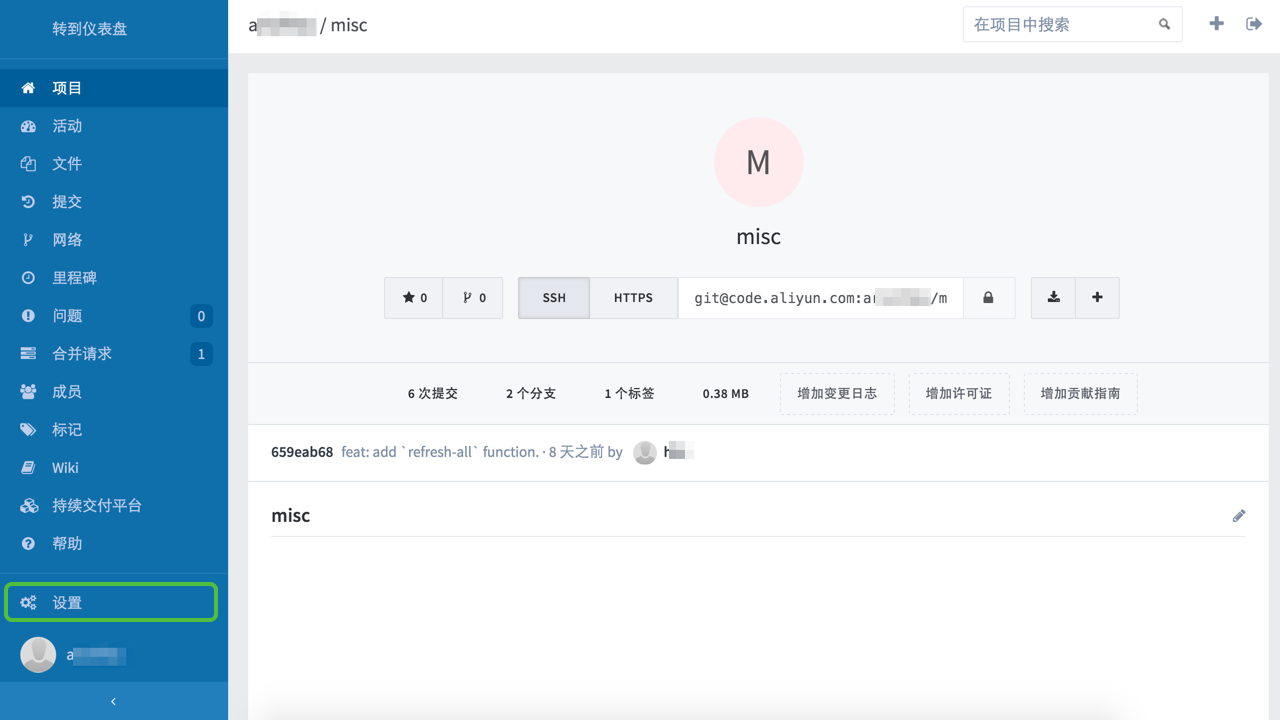 转到仪表盘
项目
活动
文件
提交
网络
里程碑
问题 0
合并请求 1
成员
标记
Wiki
持续交付平台
帮助
设置
/ misc
在项目中搜索
M
misc
0 0 SSH HTTPS git@code.aliyun.com: /m
6 次提交 2 个分支 1 个标签 0.38 MB 增加变更日志 增加许可证 增加贡献指南
659eab68 feat: add `refresh-all` function. · 8 天之前 by
misc